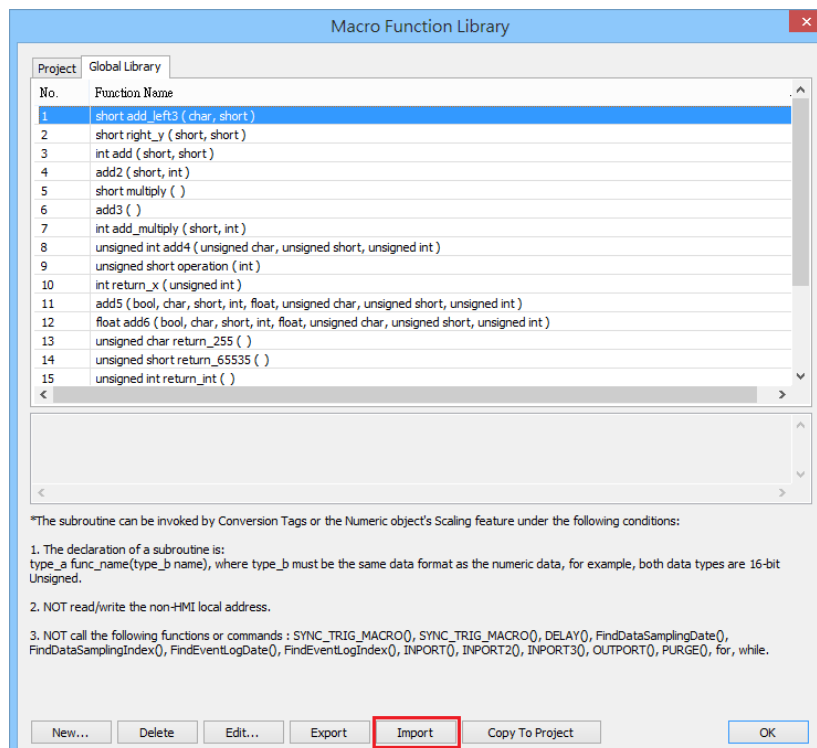 Macro Function Library
Project Global Library
No. Function Name
1 short add_left3 ( char, short )
2 short right_y ( short, short )
3 int add ( short, short )
4 add2 ( short, int )
5 short multiply ( )
6 add3 ( )
7 int add_multiply ( short, int )
8 unsigned int add4 ( unsigned char, unsigned short, unsigned int )
9 unsigned short operation ( int )
10 int return_x ( unsigned int )
11 add5 ( bool, char, short, int, float, unsigned char, unsigned short, unsigned int )
12 float add6 ( bool, char, short, int, float, unsigned char, unsigned short, unsigned int )
13 unsigned char return_255 ( )
14 unsigned short return_65535 ( )
15 unsigned int return_int ( )
*The subroutine can be invoked by Conversion Tags or the Numeric object's Scaling feature under the following conditions:
1. The declaration of a subroutine is:
type_a func_name(type_b name), where type_b must be the same data format as the numeric data, for example, both data types are 16-bit
Unsigned.
2. NOT read/write the non-HMI local address.
3. NOT call the following functions or commands : SYNC_TRIG_MACRO(), SYNC_TRIG_MACRO(), DELAY(), FindDataSamplingDate(),
FindDataSamplingIndex(), FindEventLogDate(), FindEventLogIndex(), INPORT(), INPORT2(), INPORT3(), OUTPORT(), PURGE(), for, while.
New... Delete Edit... Export Import Copy To Project OK